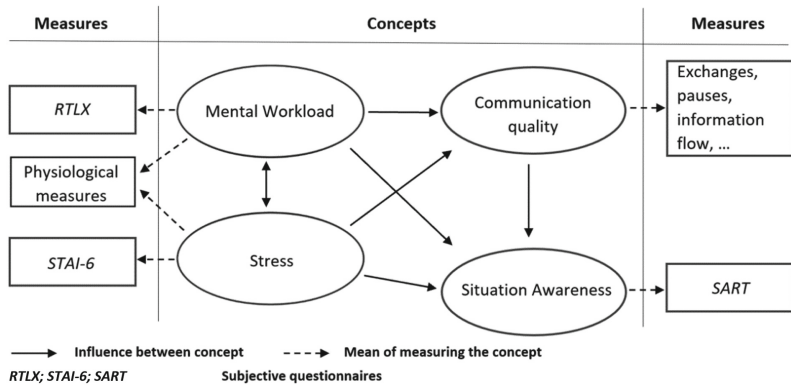 Measures
Concepts
Measures
RTLX
Physiological
measures
STAI-6
Mental Workload
Stress
Communication
quality
Situation Awareness
Exchanges,
pauses,
information
flow, ...
SART
Influence between concept
Mean of measuring the concept
RTLX; STAI-6; SART
Subjective questionnaires